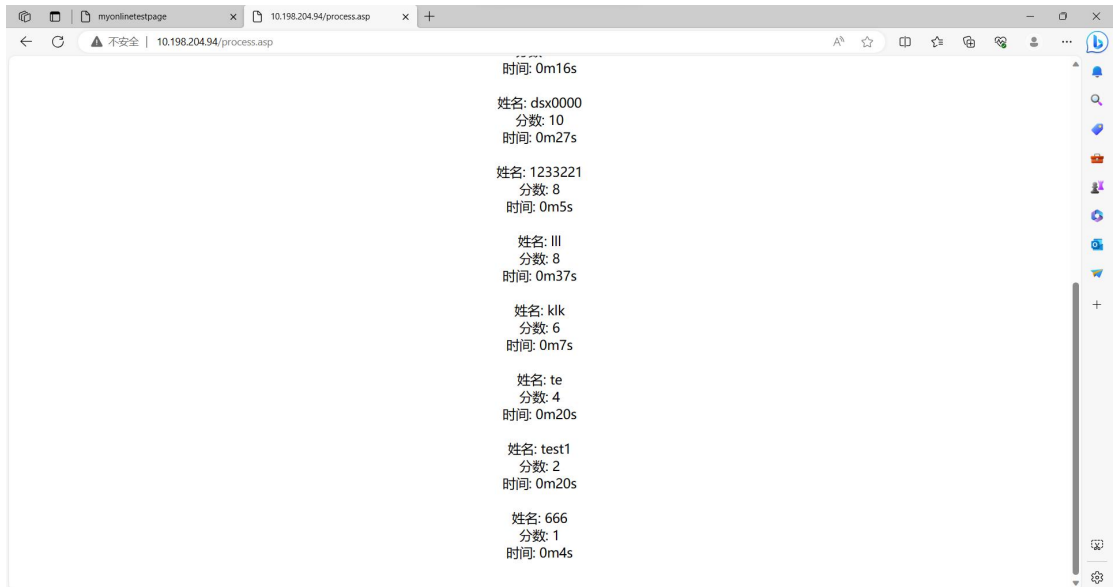 myonlinetestpage
10.198.204.94/process.asp
不安全 | 10.198.204.94/process.asp
时间: 0m16s
姓名: dsx0000
分数: 10
时间: 0m27s
姓名: 1233221
分数: 8
时间: 0m5s
姓名: lll
分数: 8
时间: 0m37s
姓名: klk
分数: 6
时间: 0m7s
姓名: te
分数: 4
时间: 0m20s
姓名: test1
分数: 2
时间: 0m20s
姓名: 666
分数: 1
时间: 0m4s